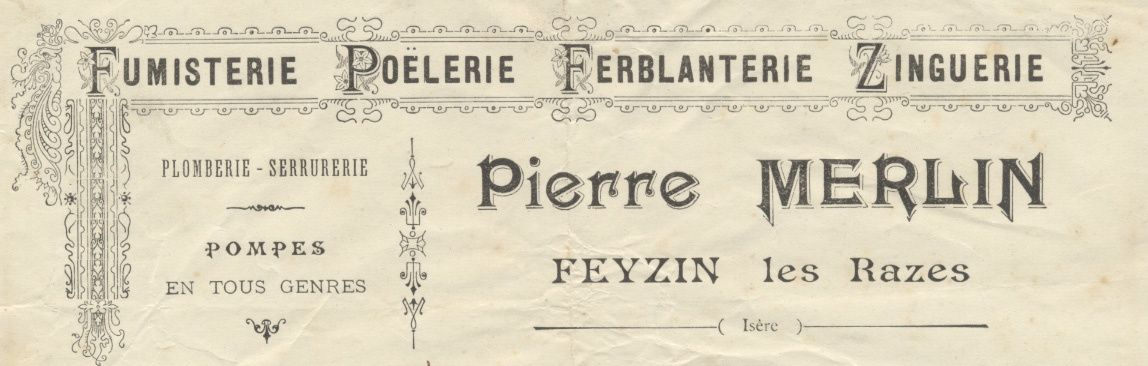 FUMISTERIE POËLERIE FERBLANTERIE ZINGUERIE
PLOMBERIE - SERRURERIE
POMPES
EN TOUS GENRES
Pierre MERLIN
FEYZIN les Razes
( Isère )